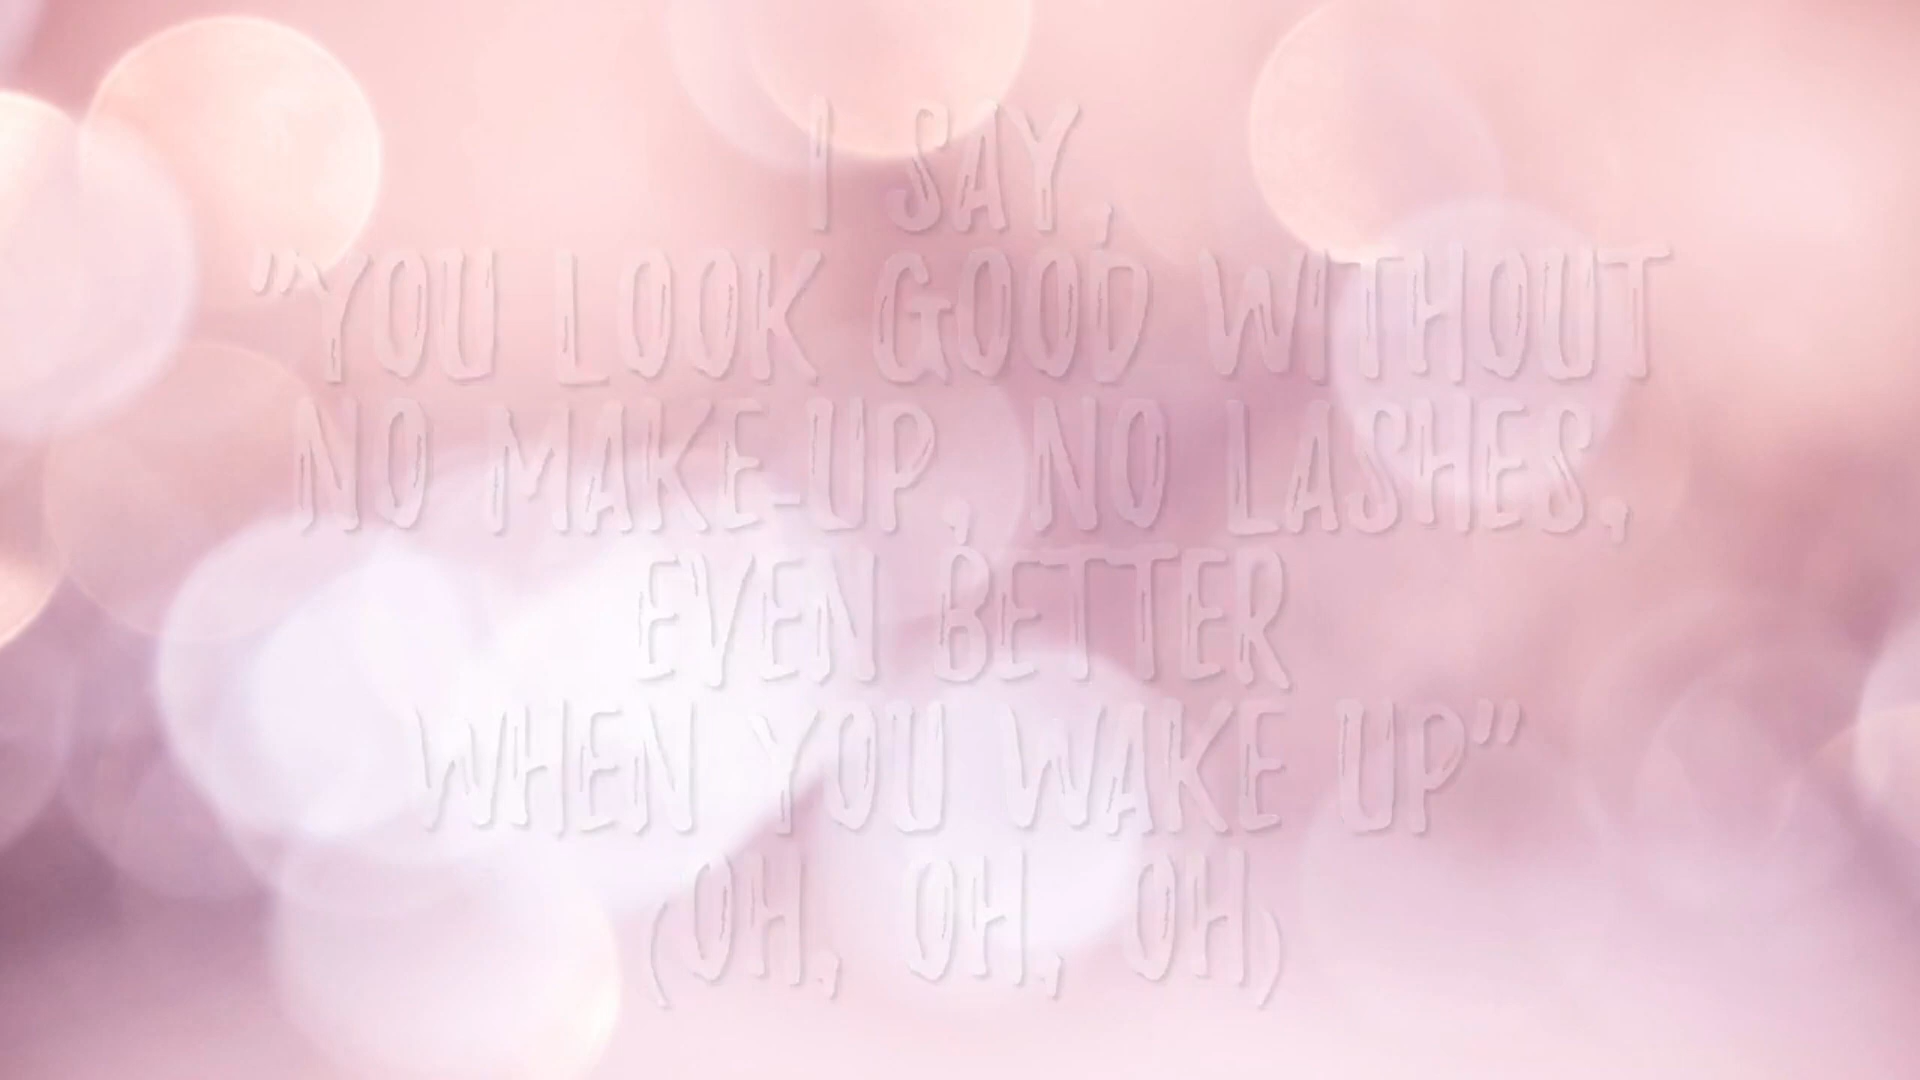 I SAY,
"YOU LOOK GOOD WITHOUT
NO MAKE-UP, NO LASHES,
EVEN BETTER
WHEN YOU WAKE UP"
(OH, OH, OH)